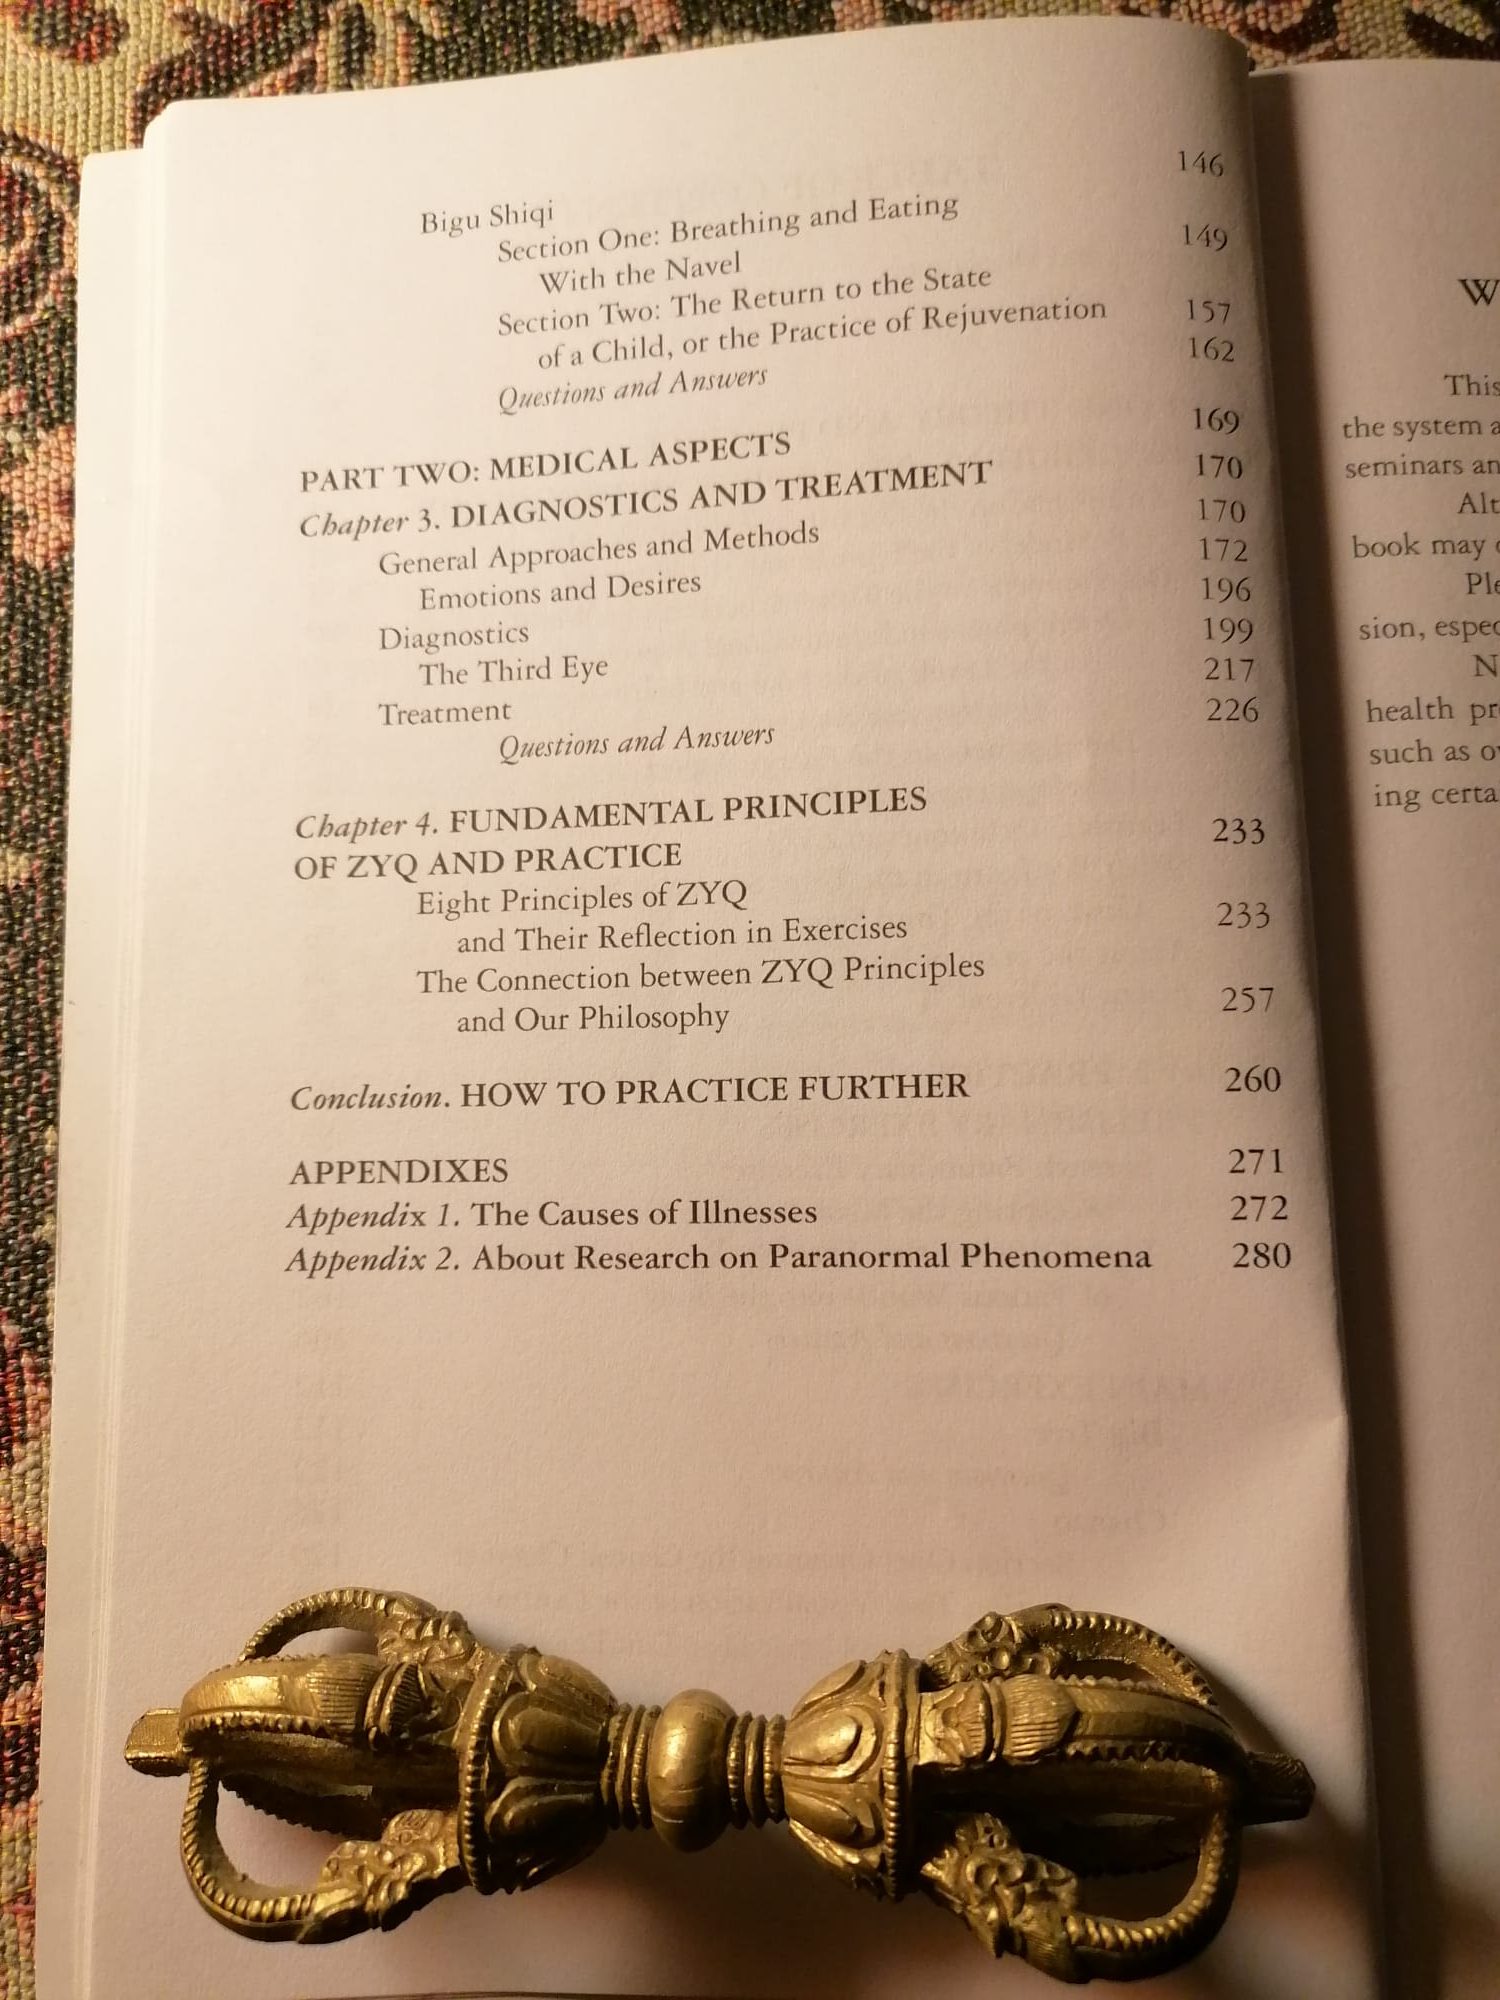 Bigu Shiqi 146
Section One: Breathing and Eating
With the Navel 149
Section Two: The Return to the State
of a Child, or the Practice of Rejuvenation 157
Questions and Answers 162
PART TWO: MEDICAL ASPECTS 169
Chapter 3. DIAGNOSTICS AND TREATMENT 170
General Approaches and Methods 170
Emotions and Desires 172
Diagnostics 196
The Third Eye 199
Treatment 217
Questions and Answers 226
Chapter 4. FUNDAMENTAL PRINCIPLES
OF ZYQ AND PRACTICE 233
Eight Principles of ZYQ
and Their Reflection in Exercises 233
The Connection between ZYQ Principles
and Our Philosophy 257
Conclusion. HOW TO PRACTICE FURTHER 260
APPENDIXES 271
Appendix 1. The Causes of Illnesses 272
Appendix 2. About Research on Paranormal Phenomena 280
W
This
the system a
seminars an
Alt
book may
Ple
sion, espec
N
health pr
such as o
ing certa